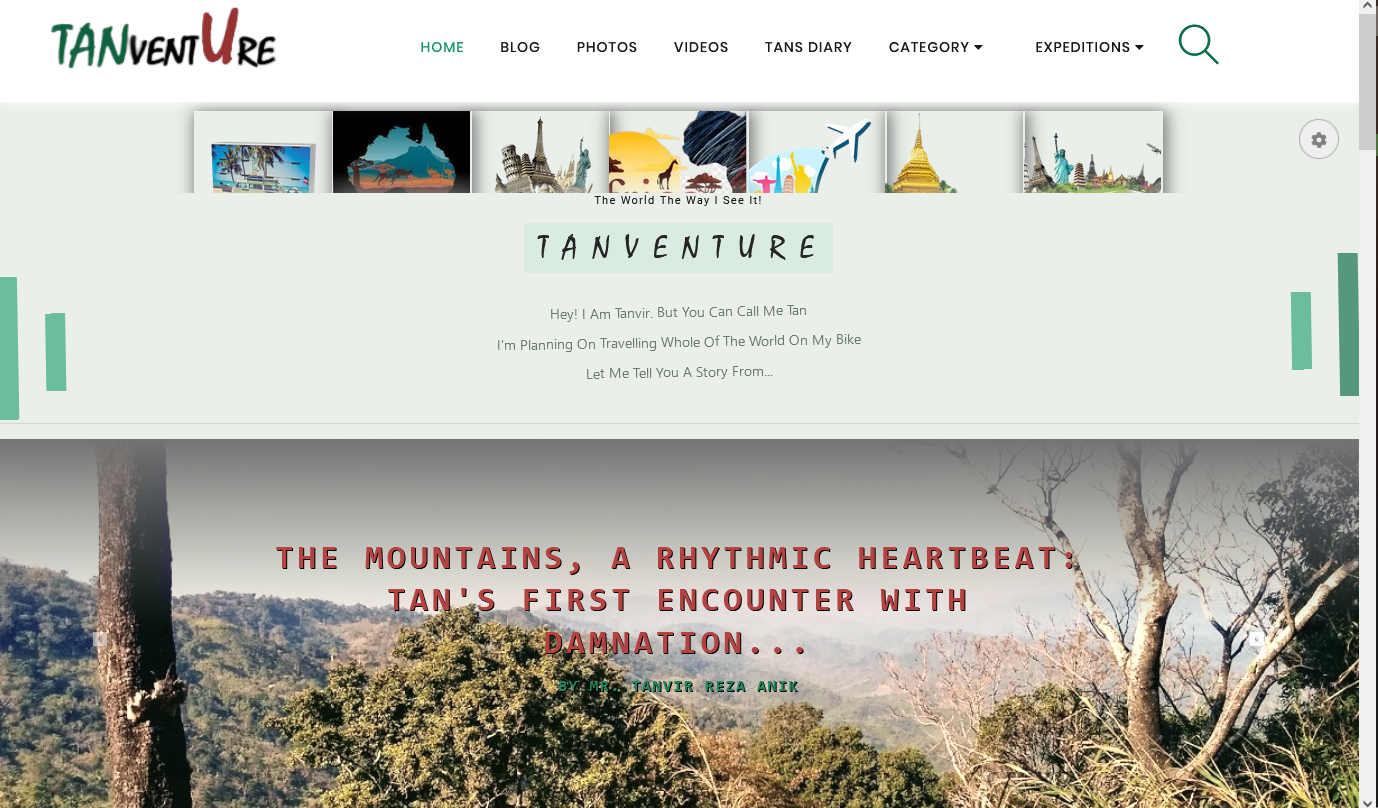 TANVENTURE
HOME BLOG PHOTOS VIDEOS TANS DIARY CATEGORY EXPEDITIONS
The World The Way I See It!
TANVENTURE
Hey! I Am Tanvir. But You Can Call Me Tan
I'm Planning On Travelling Whole Of The World On My Bike
Let Me Tell You A Story From...
THE MOUNTAINS, A RHYTHMIC HEARTBEAT:
TAN'S FIRST ENCOUNTER WITH
DAMNATION...
BY MR. TANVIR REZA ANIK